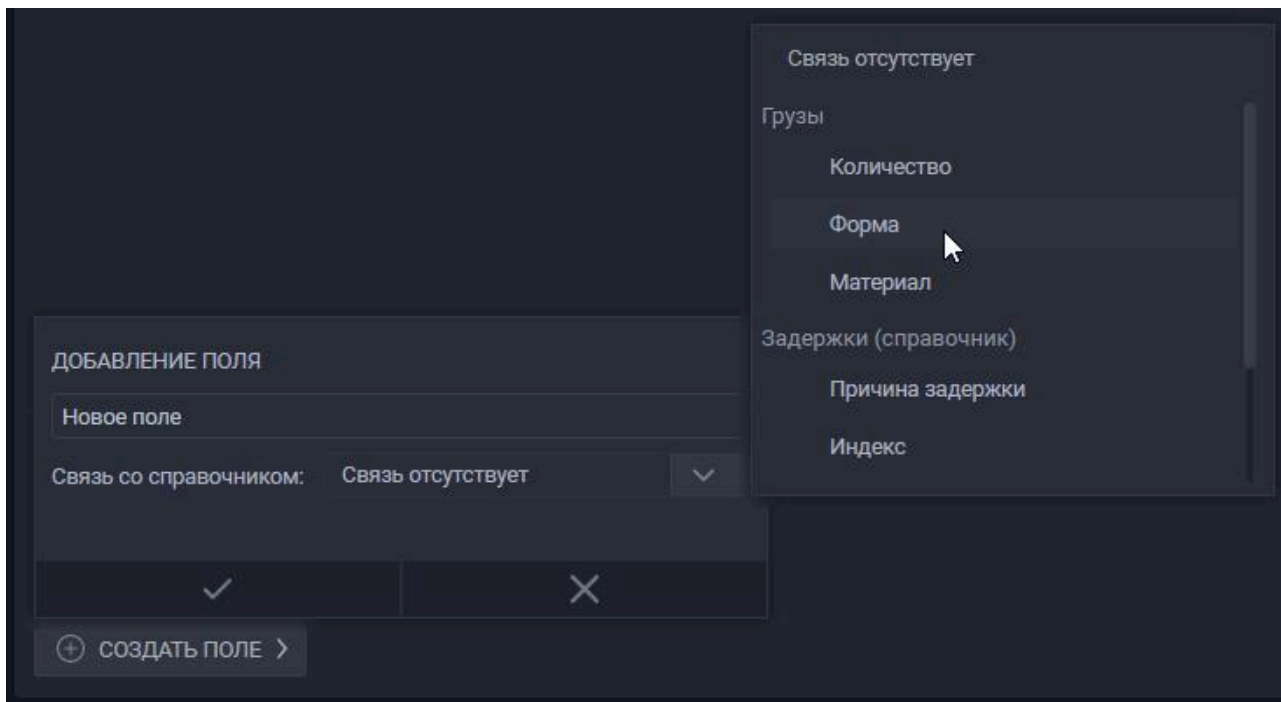 Связь отсутствует
Грузы
Количество
Форма
Материал
Задержки (справочник)
Причина задержки
Индекс
ДОБАВЛЕНИЕ ПОЛЯ
Новое поле
Связь со справочником: Связь отсутствует
СОЗДАТЬ ПОЛЕ